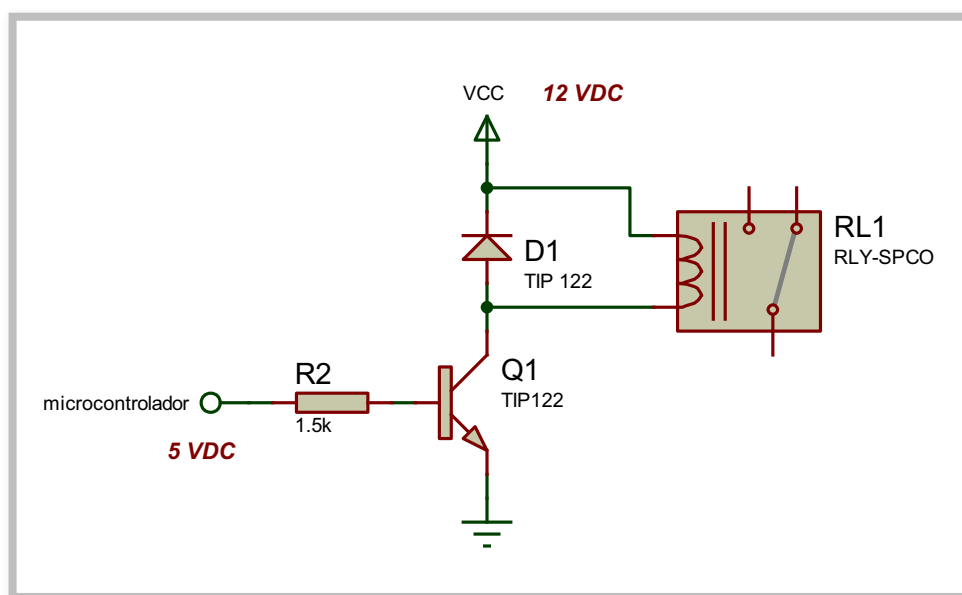 VCC 12 VDC
D1
TIP 122
RL1
RLY-SPCO
R2
1.5k
Q1
TIP122
microcontrolador
5 VDC